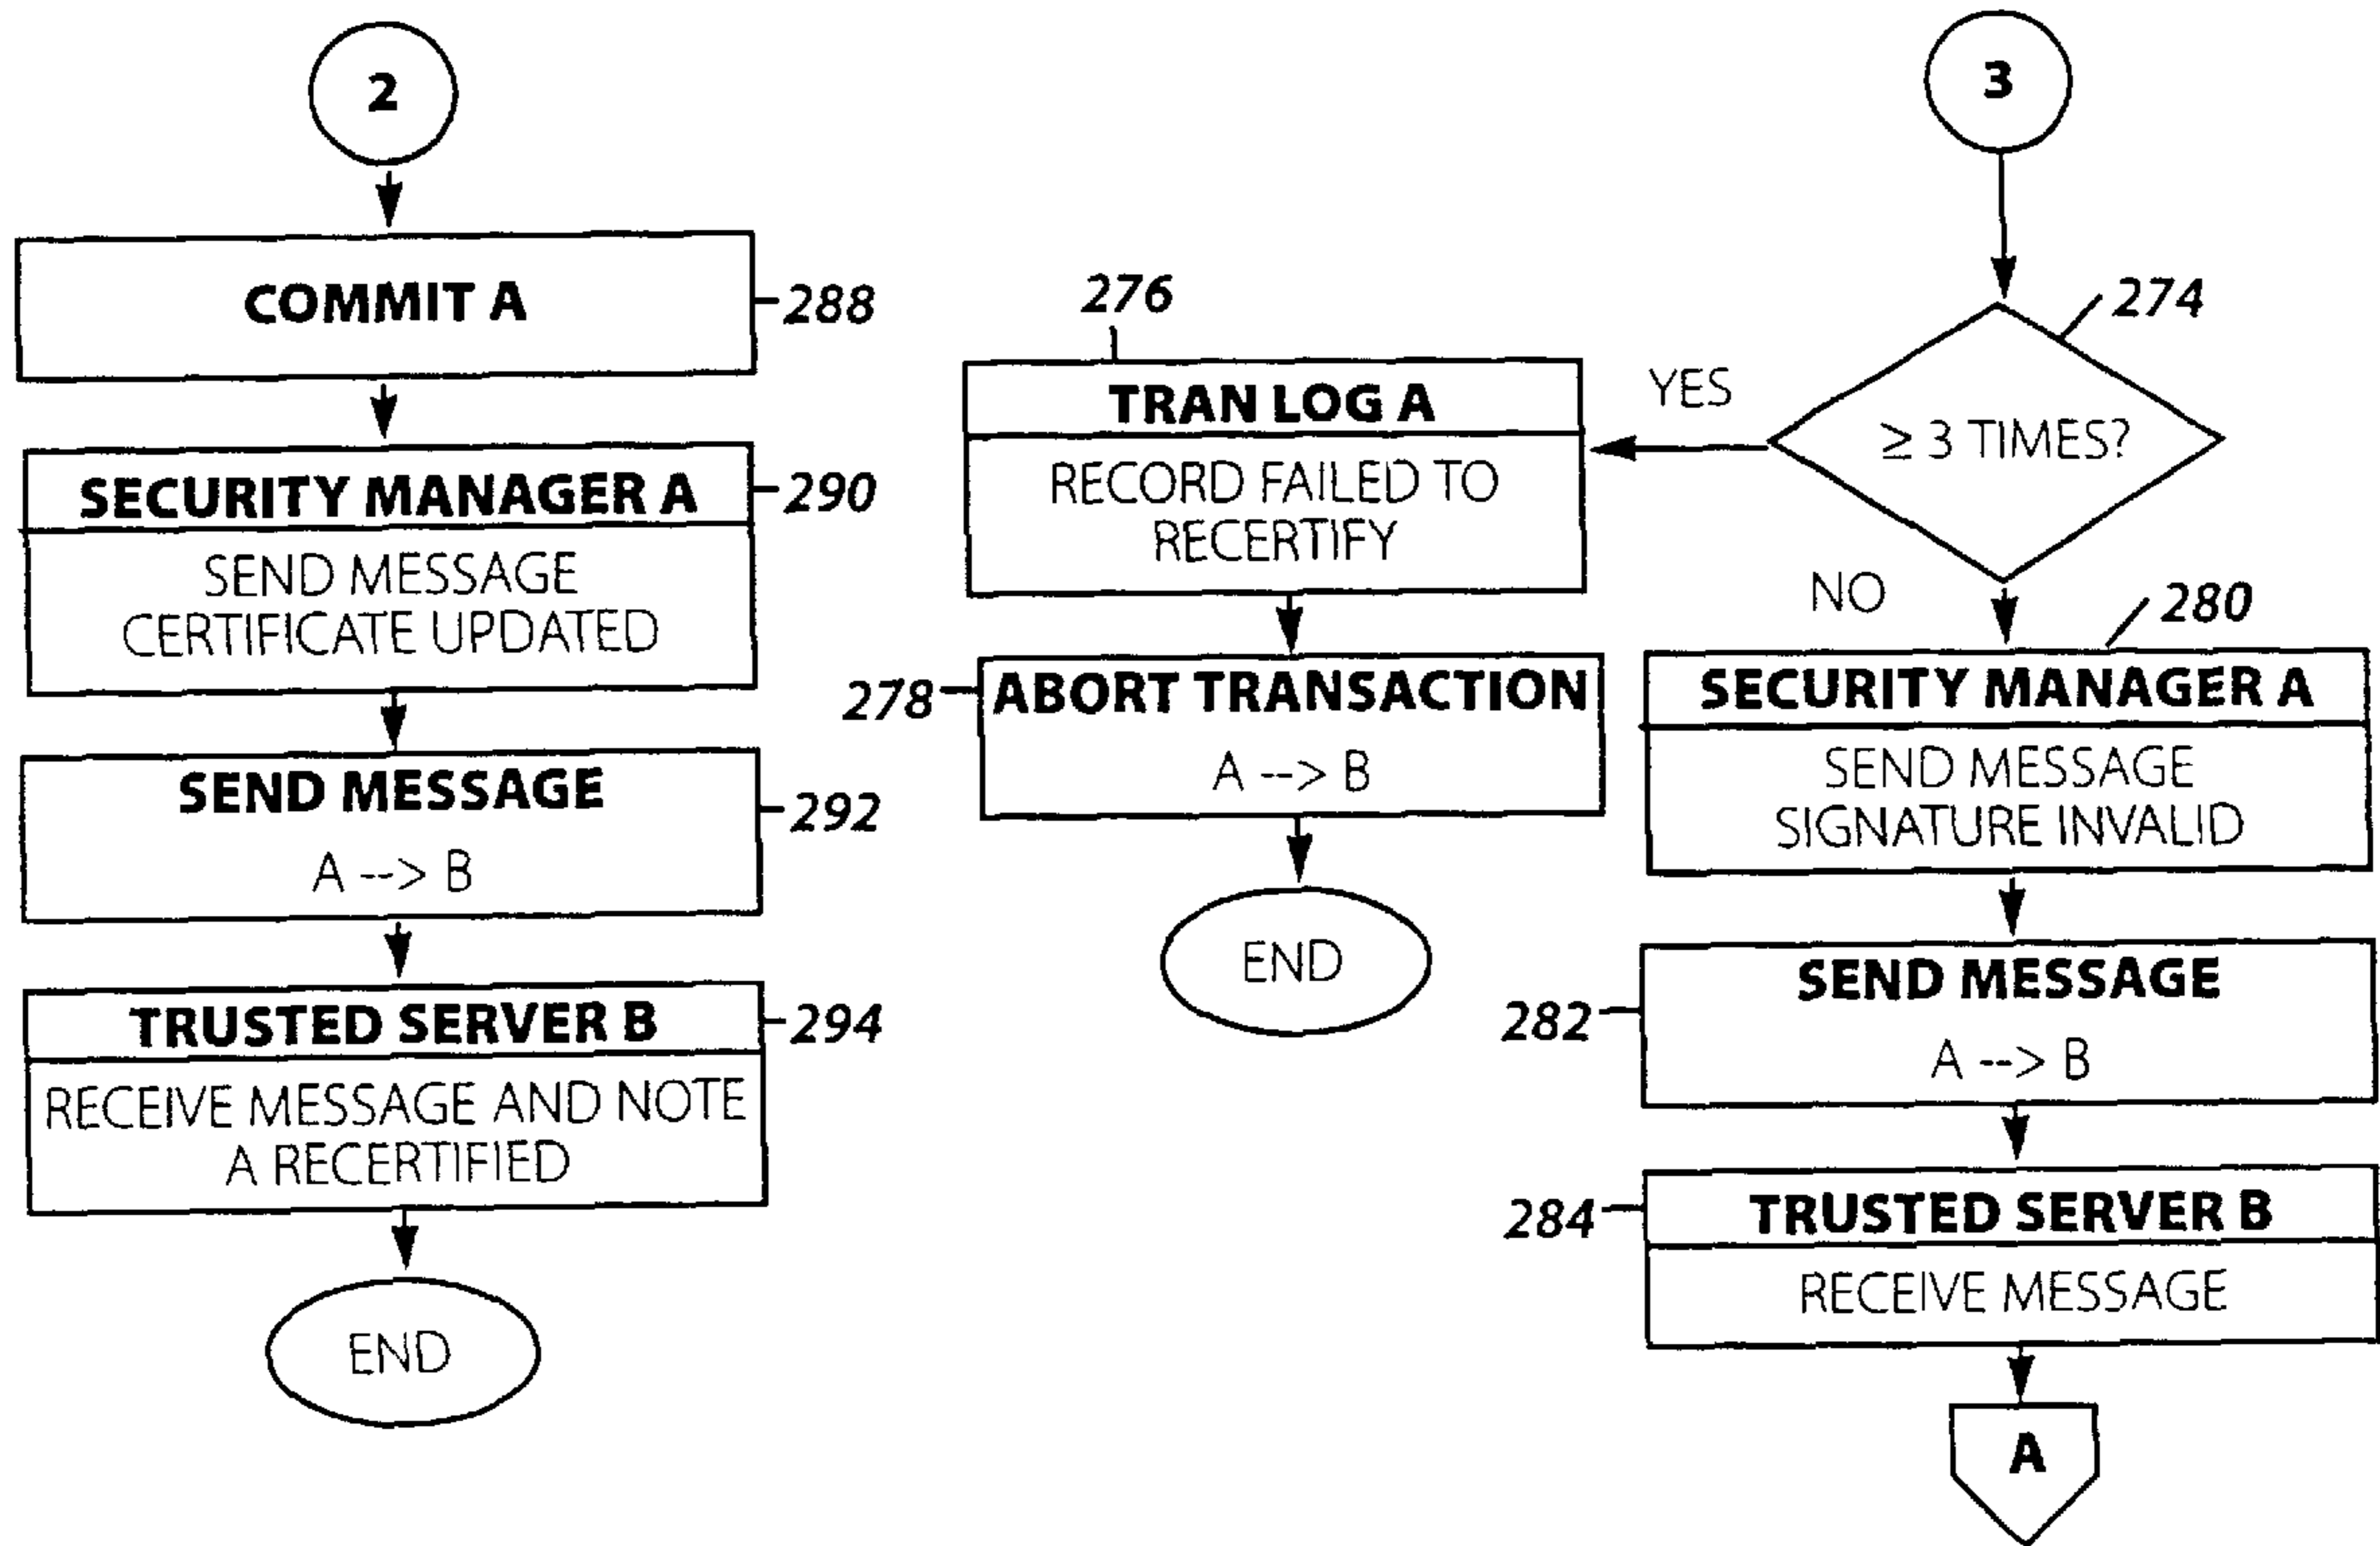 2
COMMIT A
288
SECURITY MANAGER A
290
SEND MESSAGE
CERTIFICATE UPDATED
SEND MESSAGE
292
A --> B
TRUSTED SERVER B
294
RECEIVE MESSAGE AND NOTE
A RECERTIFIED
END
3
274
≥ 3 TIMES?
YES
276
TRAN LOG A
RECORD FAILED TO
RECERTIFY
278
ABORT TRANSACTION
A --> B
END
NO
280
SECURITY MANAGER A
SEND MESSAGE
SIGNATURE INVALID
SEND MESSAGE
282
A --> B
284
TRUSTED SERVER B
RECEIVE MESSAGE
A